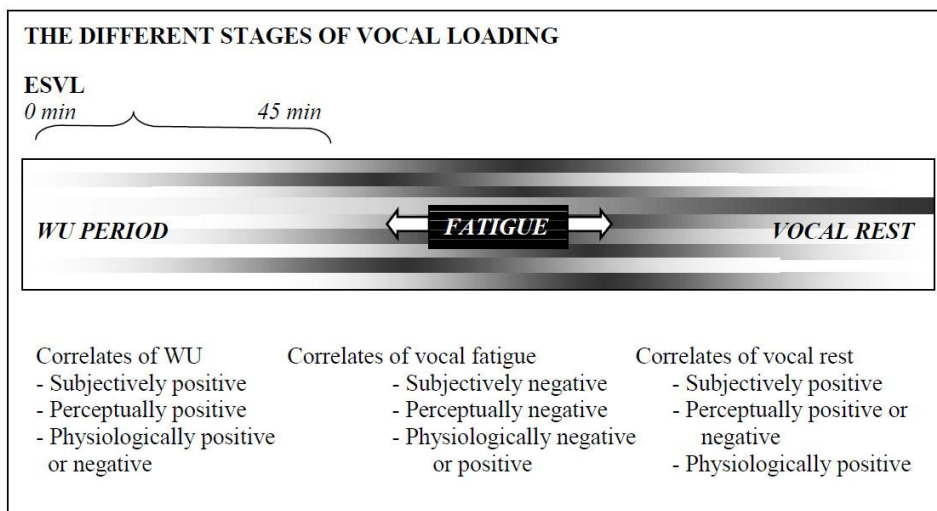 THE DIFFERENT STAGES OF VOCAL LOADING
ESVL
0 min 45 min
WU PERIOD FATIGUE VOCAL REST
Correlates of WU
- Subjectively positive
- Perceptually positive
- Physiologically positive
or negative
Correlates of vocal fatigue
- Subjectively negative
- Perceptually negative
- Physiologically negative
or positive
Correlates of vocal rest
- Subjectively positive
- Perceptually positive or
negative
- Physiologically positive